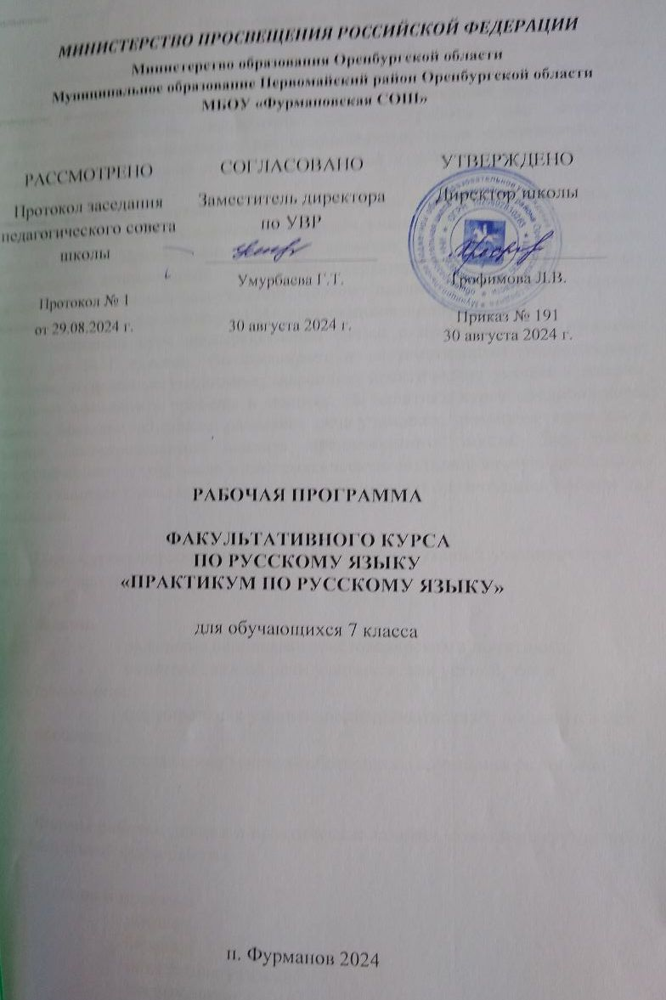 МИНИСТЕРСТВО ПРОСВЕЩЕНИЯ РОССИЙСКОЙ ФЕДЕРАЦИИ
Министерство образования Оренбургской области
Муниципальное образование Первомайский район Оренбургской области
МБОУ «Фурмановская СОШ»
РАССМОТРЕНО
Протокол заседания
педагогического совета
школы
Протокол № 1
от 29.08.2024 г.
СОГЛАСОВАНО
Заместитель директора
по УВР
Умурбаева Г.Т.
30 августа 2024 г.
УТВЕРЖДЕНО
Директор школы
Трофимова Л.В.
Приказ № 191
30 августа 2024 г.
РАБОЧАЯ ПРОГРАММА
ФАКУЛЬТАТИВНОГО КУРСА
ПО РУССКОМУ ЯЗЫКУ
«ПРАКТИКУМ ПО РУССКОМУ ЯЗЫКУ»
для обучающихся 7 класса
п. Фурманов 2024